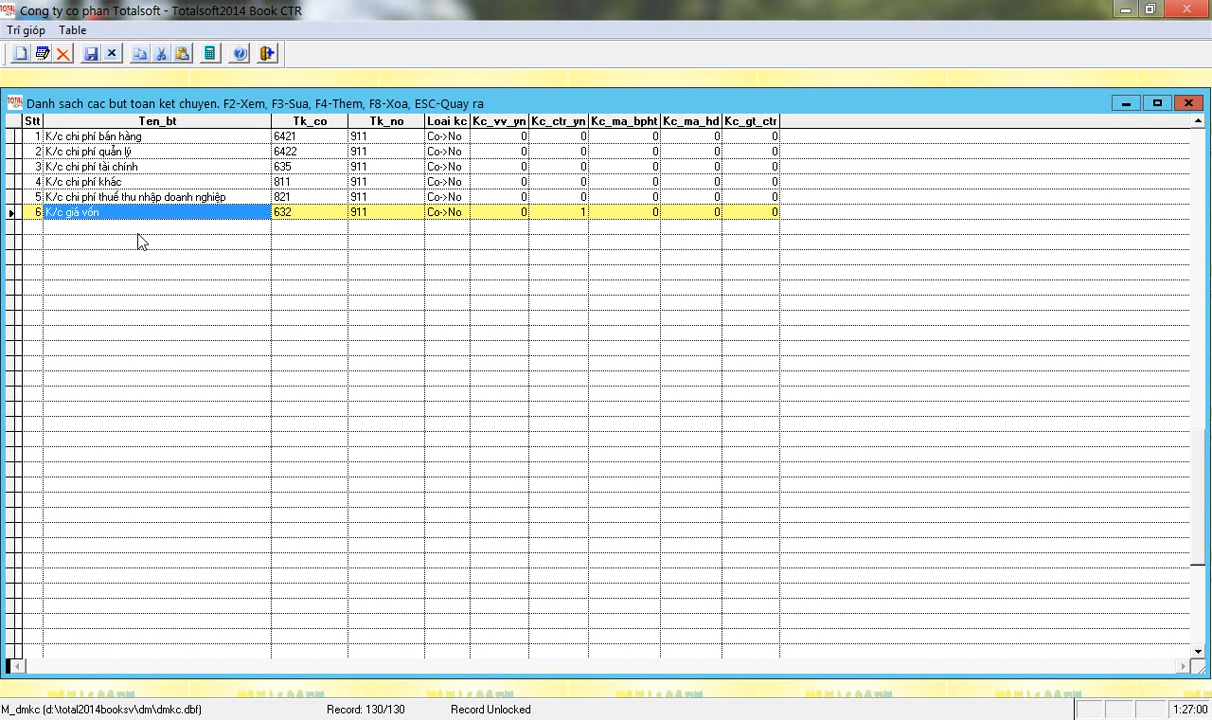 Cong ty co phan Totalsoft - Totalsoft2014 Book CTR
Trî gióp Table
TOTAL Danh sach cac but toan ket chuyen. F2-Xem, F3-Sua, F4-Them, F8-Xoa, ESC-Quay ra
Stt Ten_bt Tk_co Tk_no Loai kc Kc_vv_yn Kc_ctr_yn Kc_ma_bpht Kc_ma_hd Kc_gt_ctr
1 K/c chi phí bán hàng 6421 911 Co->No 0 0 0 0 0
2 K/c chi phí quản lý 6422 911 Co->No 0 0 0 0 0
3 K/c chi phí tài chính 635 911 Co->No 0 0 0 0 0
4 K/c chi phí khác 811 911 Co->No 0 0 0 0 0
5 K/c chi phí thuế thu nhập doanh nghiệp 821 911 Co->No 0 0 0 0 0
6 K/c giá vốn 632 911 Co->No 0 1 0 0 0
M_dmkc (d:\total2014booksv\dm\dmkc.dbf) Record: 130/130 Record Unlocked 1:27:00